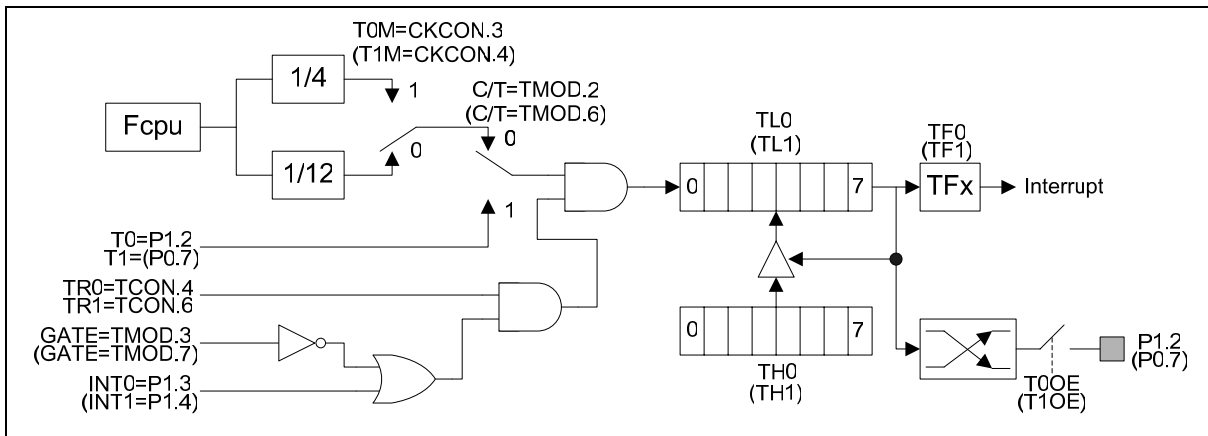 T0M=CKCON.3
(T1M=CKCON.4)
1/4
1
C/T=TMOD.2
(C/T=TMOD.6)
Fcpu
0
0
1/12
1
TL0
(TL1)
0
7
TF0
(TF1)
TFx
Interrupt
T0=P1.2
T1=(P0.7)
TR0=TCON.4
TR1=TCON.6
GATE=TMOD.3
(GATE=TMOD.7)
INT0=P1.3
(INT1=P1.4)
0
7
TH0
(TH1)
P1.2
(P0.7)
T0OE
(T1OE)